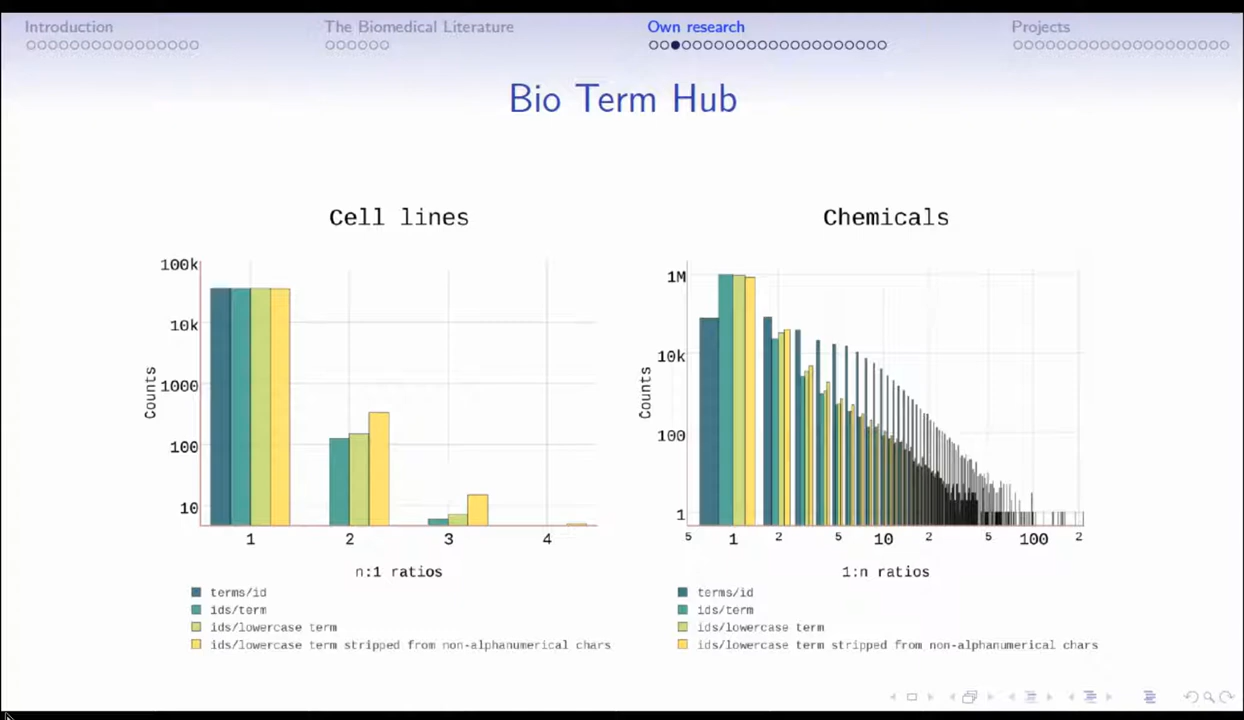 Introduction
The Biomedical Literature
Own research
Projects
Bio Term Hub
Cell lines
100k
10k
1000
100
10
Counts
1
2
3
4
n:1 ratios
terms/id
ids/term
ids/lowercase term
ids/lowercase term stripped from non-alphanumerical chars
Chemicals
1M
10k
100
1
Counts
5 1 2 5 10 2 5 100 2
1:n ratios
terms/id
ids/term
ids/lowercase term
ids/lowercase term stripped from non-alphanumerical chars